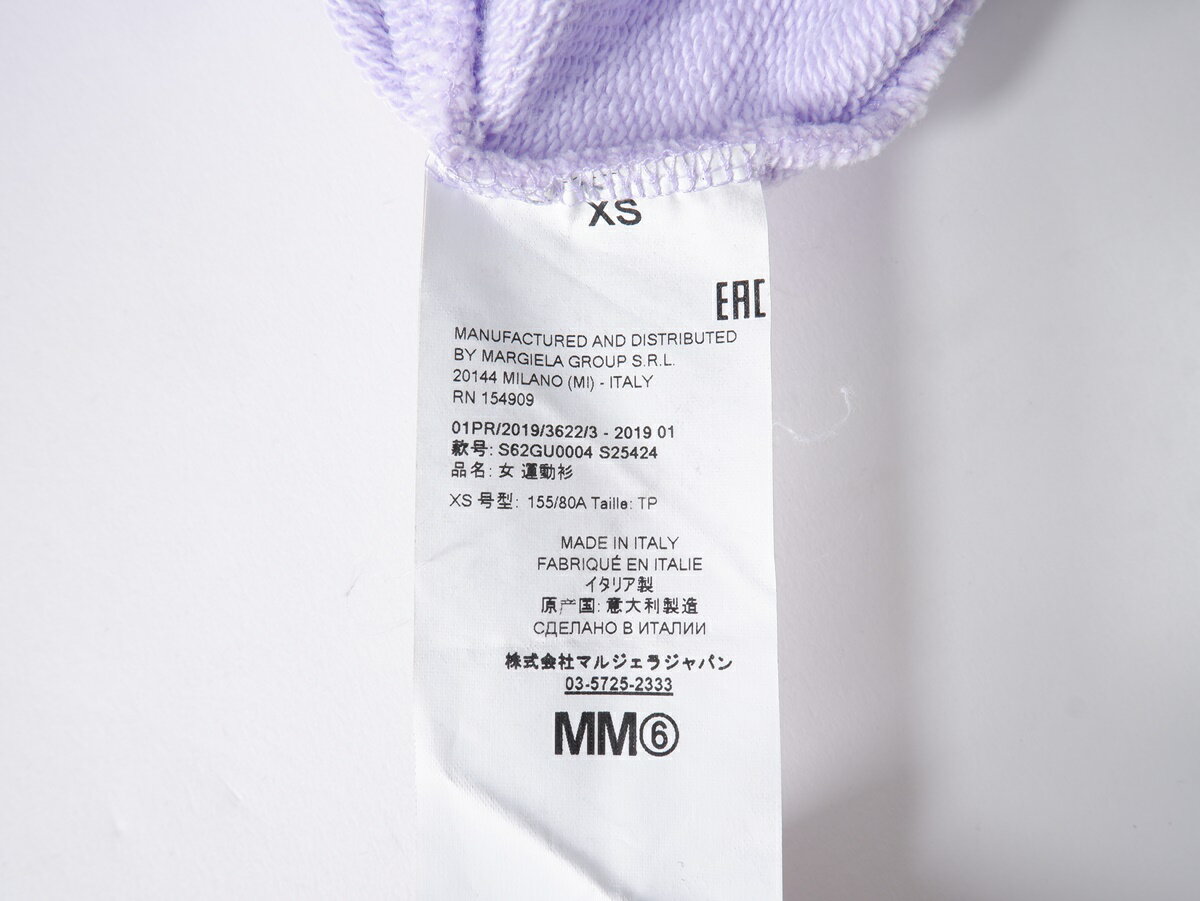 XS
EAC
MANUFACTURED AND DISTRIBUTED
BY MARGIELA GROUP S.R.L.
20144 MILANO (MI) - ITALY
RN 154909
01PR/2019/3622/3 - 2019 01
款号: S62GU0004 S25424
品名: 女 運動衫
XS 号型: 155/80A Taille: TP
MADE IN ITALY
FABRIQUÉ EN ITALIE
イタリア製
原产国: 意大利製造
СДЕЛАНО В ИТАЛИИ
株式会社マルジェラジャパン
03-5725-2333
MM⑥